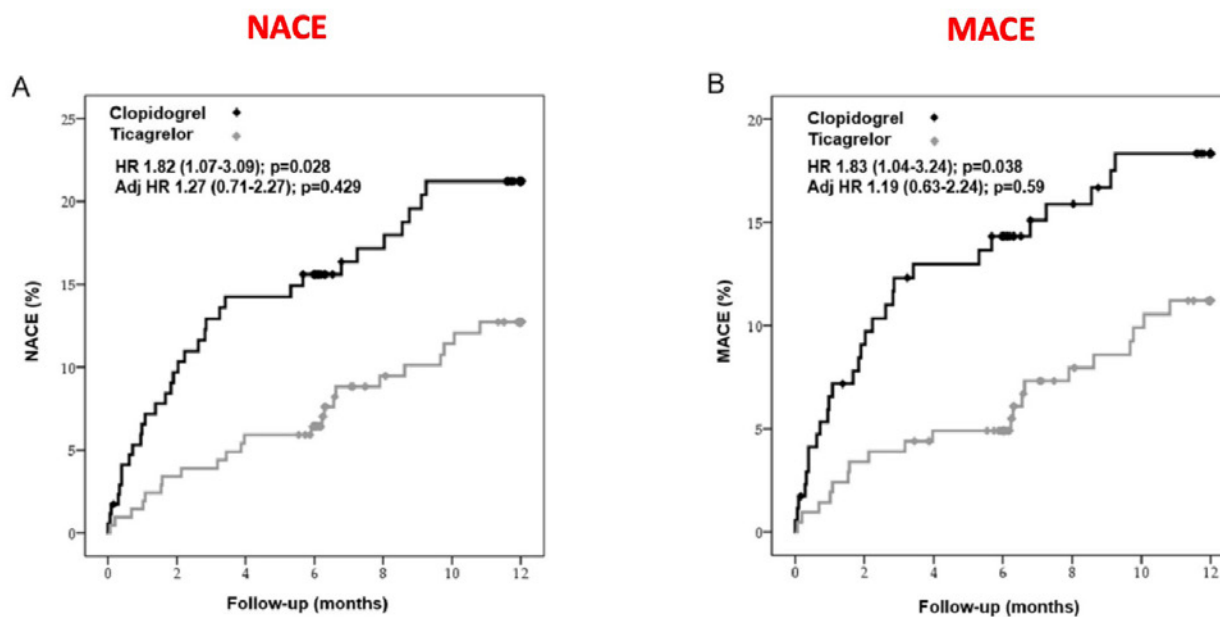 NACE
MACE
A
Clopidogrel
Ticagrelor
HR 1.82 (1.07-3.09); p=0.028
Adj HR 1.27 (0.71-2.27); p=0.429
NACE (%)
25
20
15
10
5
0
0 2 4 6 8 10 12
Follow-up (months)
B
Clopidogrel
Ticagrelor
HR 1.83 (1.04-3.24); p=0.038
Adj HR 1.19 (0.63-2.24); p=0.59
MACE (%)
20
15
10
5
0
0 2 4 6 8 10 12
Follow-up (months)